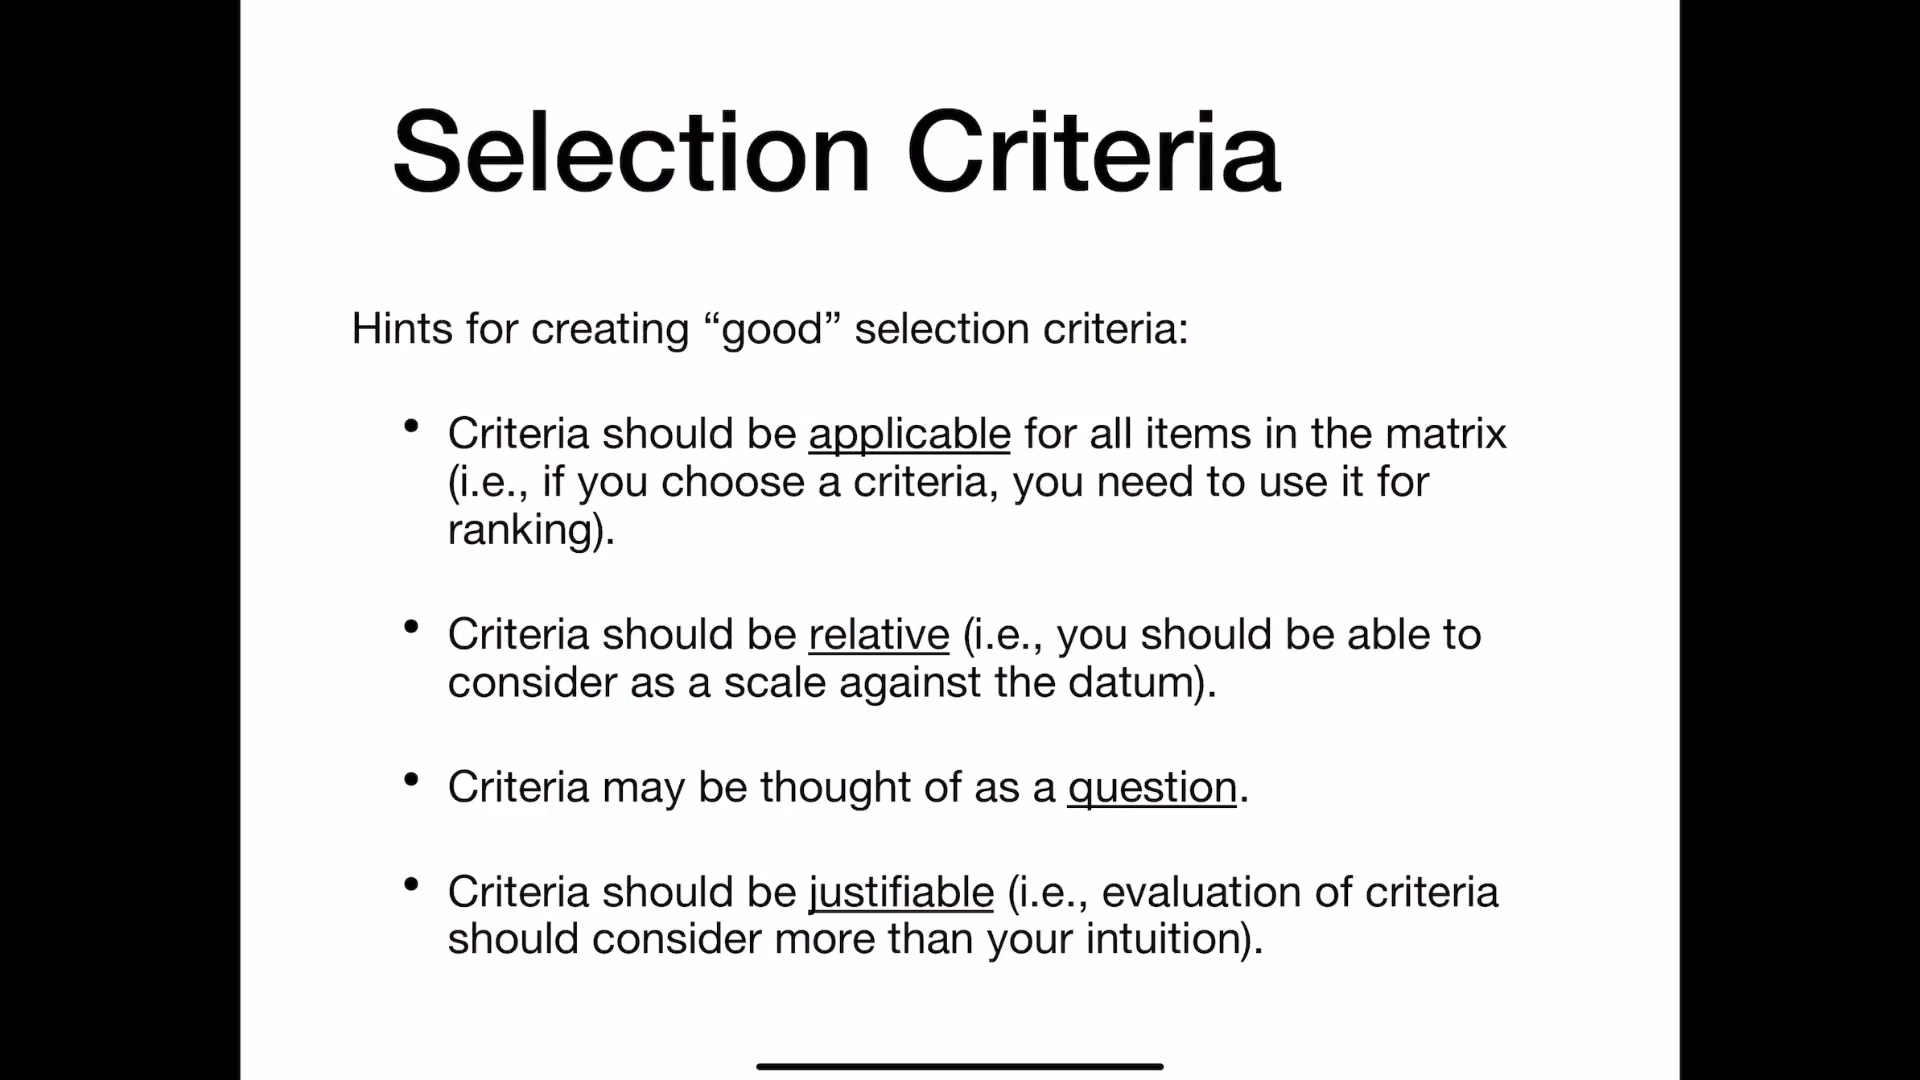 Selection Criteria
Hints for creating “good” selection criteria:
• Criteria should be applicable for all items in the matrix
(i.e., if you choose a criteria, you need to use it for
ranking).
• Criteria should be relative (i.e., you should be able to
consider as a scale against the datum).
• Criteria may be thought of as a question.
• Criteria should be justifiable (i.e., evaluation of criteria
should consider more than your intuition).